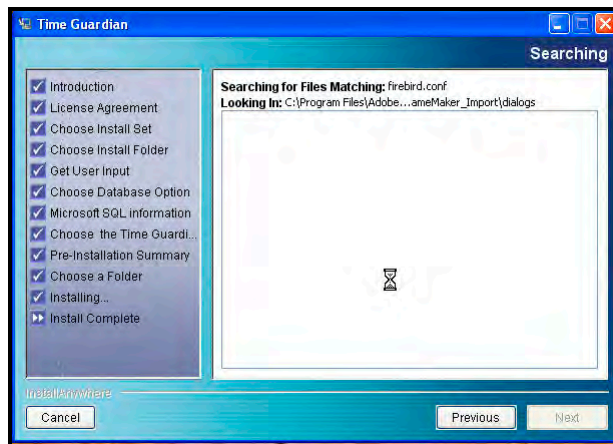 Time Guardian
Searching
Introduction
License Agreement
Choose Install Set
Choose Install Folder
Get User Input
Choose Database Option
Microsoft SQL information
Choose the Time Guardi...
Pre-Installation Summary
Choose a Folder
Installing...
Install Complete
Searching for Files Matching: firebird.conf
Looking In: C:\Program Files\Adobe...ameMaker_Import\dialogs
InstallAnywhere
Cancel
Previous
Next